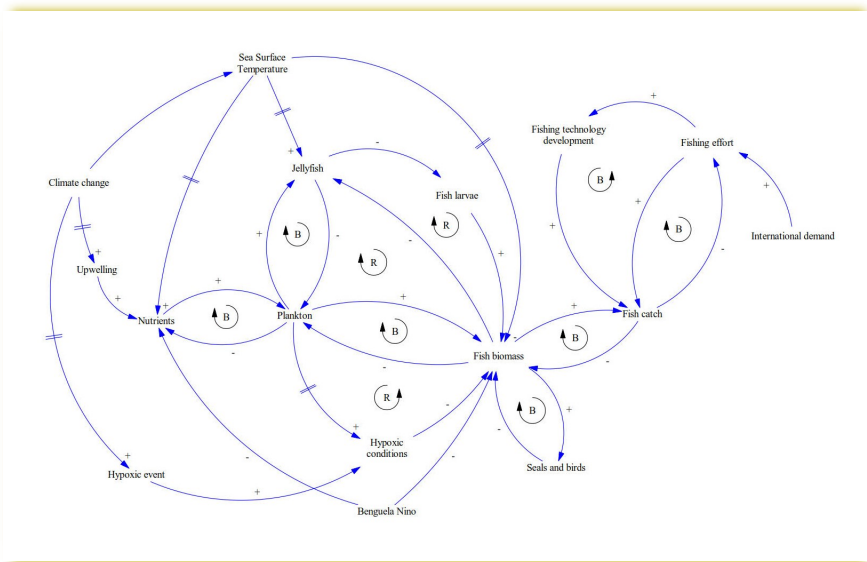 Sea Surface
Temperature
Fishing technology
development
Fishing effort
Jellyfish
Climate change
Fish larvae
International demand
Upwelling
Nutrients
Plankton
Fish catch
Fish biomass
Hypoxic
conditions
Seals and birds
Hypoxic event
Benguela Nino
+
+
-
B
+
+
+
B
R
+
-
-
B
+
+
-
R
+
+
+
+
B
-
+
B
+
-
-
+
-
B
-
R
-
B
+
-
+
-
+
-
+